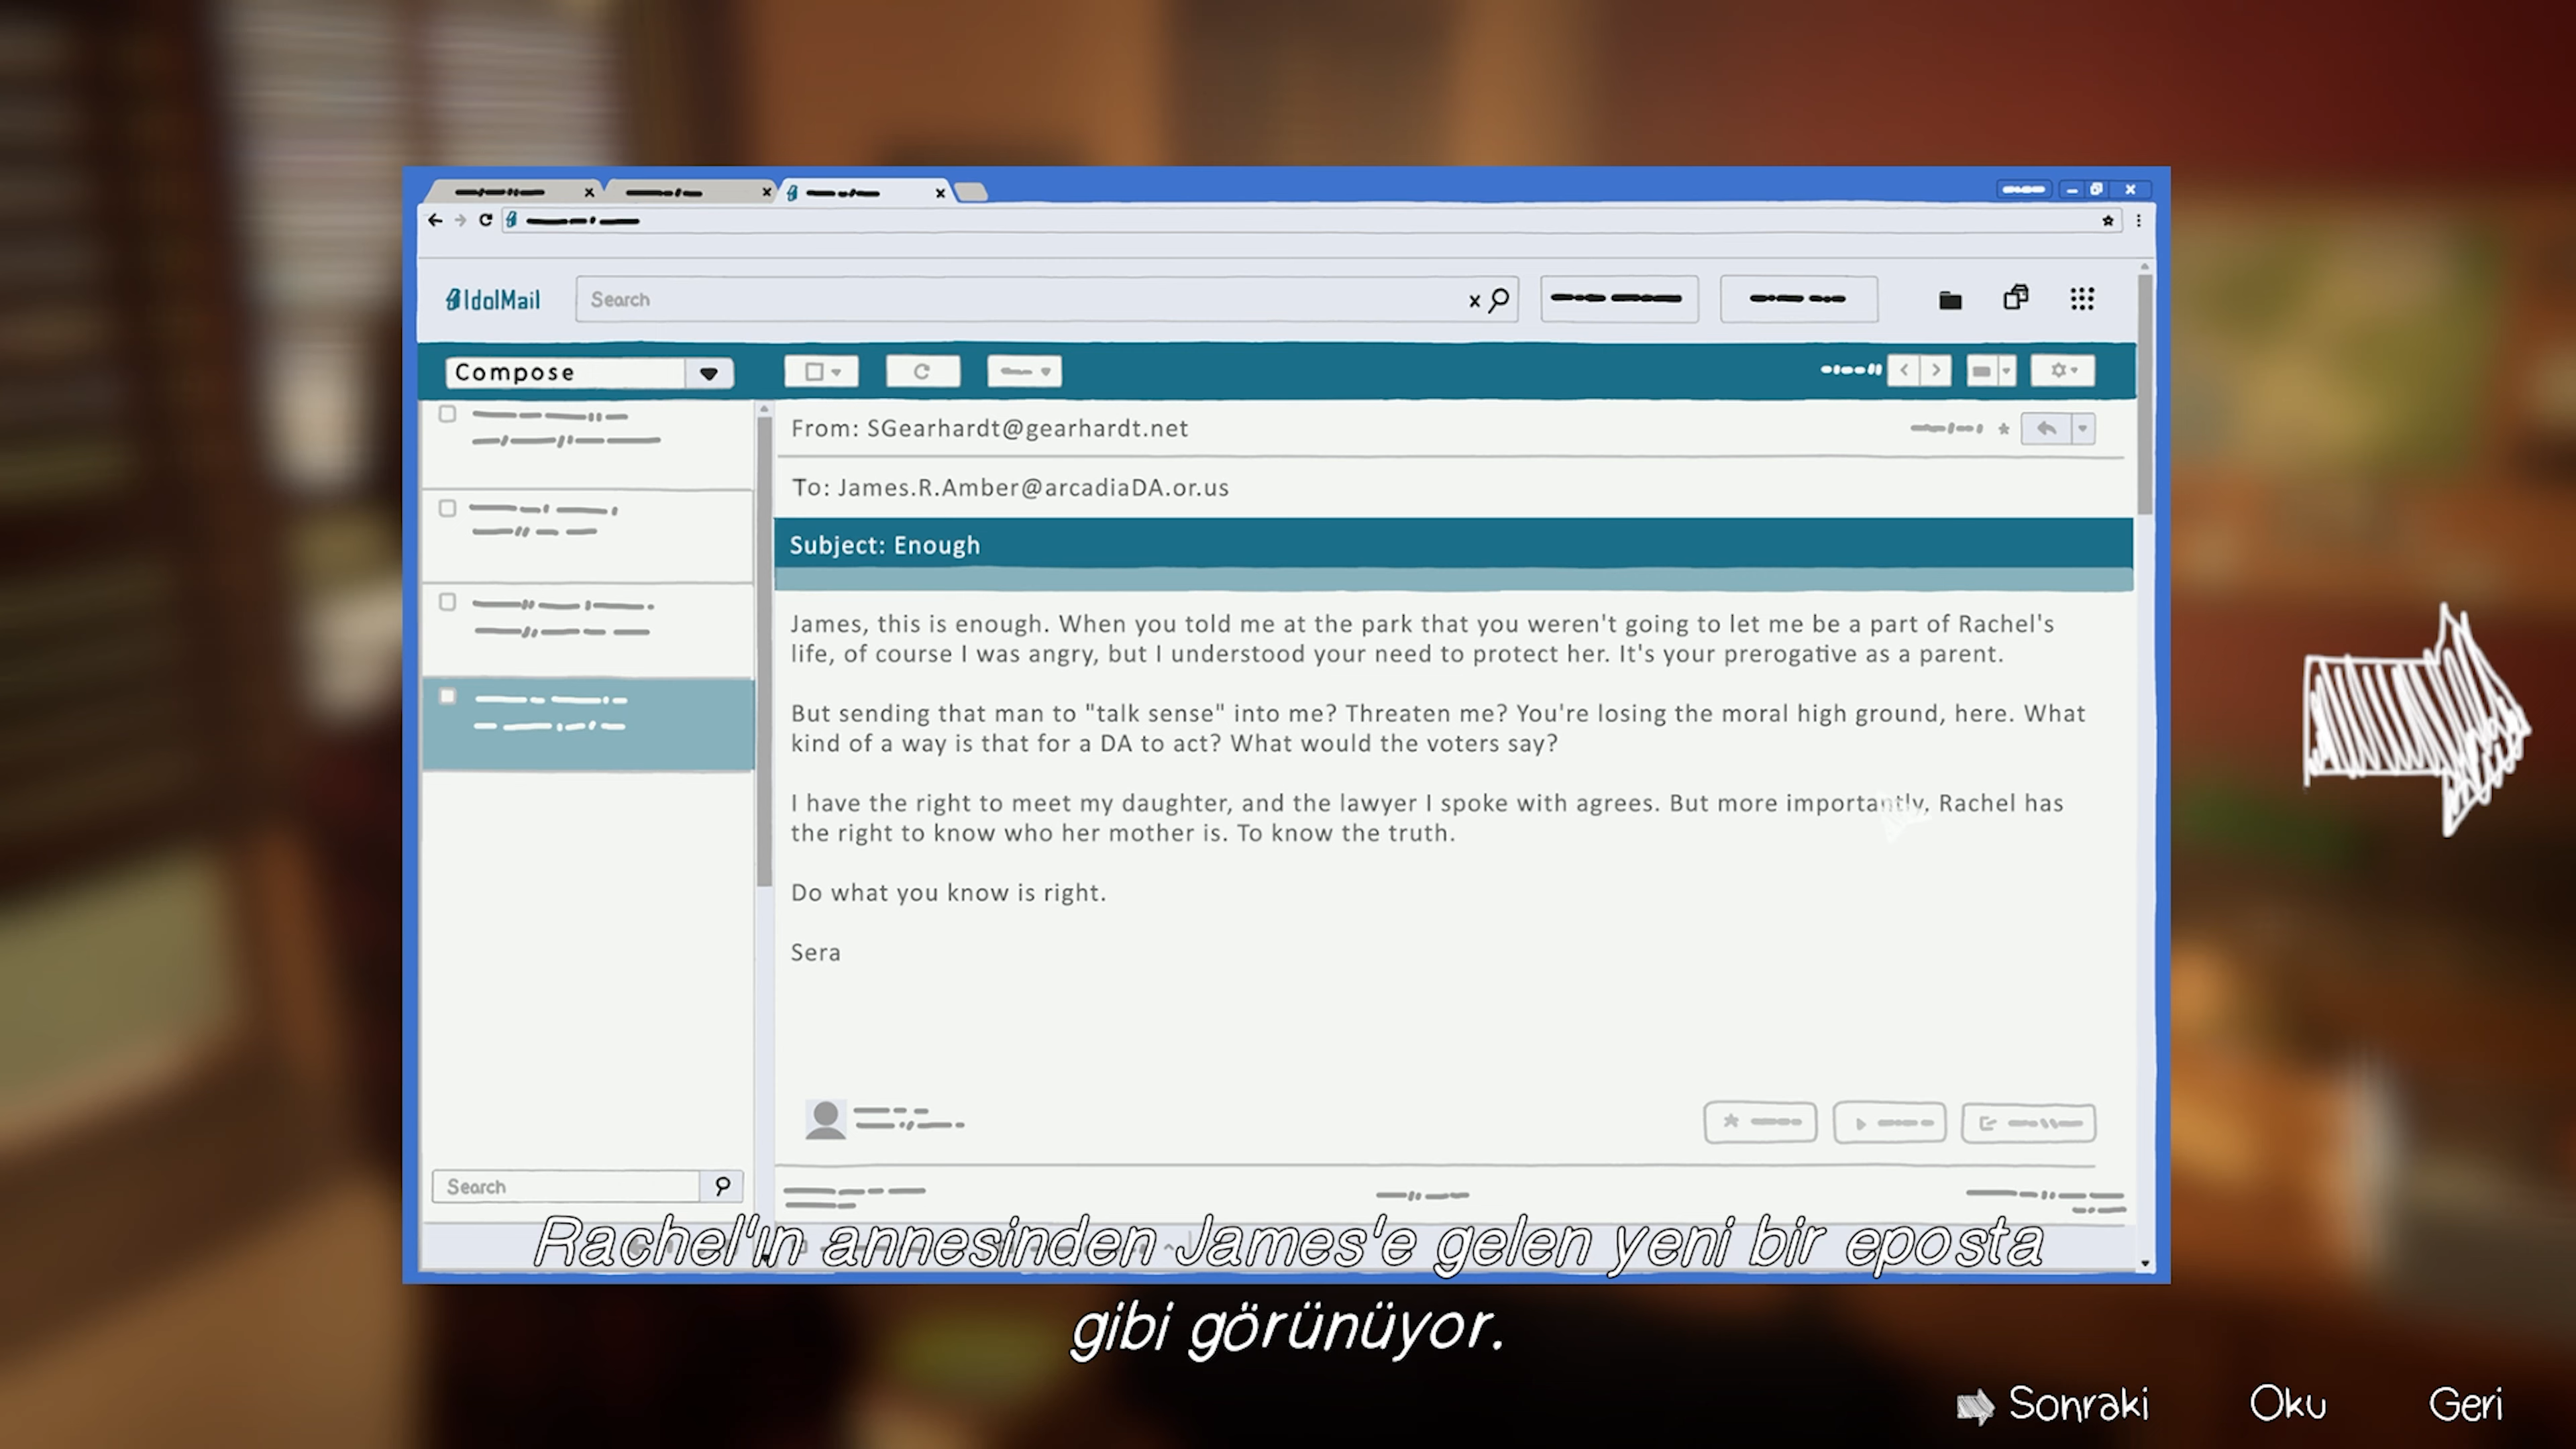 IdolMail
Search
Compose
From: SGearhardt@gearhardt.net
To: James.R.Amber@arcadiaDA.or.us
Subject: Enough
James, this is enough. When you told me at the park that you weren't going to let me be a part of Rachel's
life, of course I was angry, but I understood your need to protect her. It's your prerogative as a parent.
But sending that man to "talk sense" into me? Threaten me? You're losing the moral high ground, here. What
kind of a way is that for a DA to act? What would the voters say?
I have the right to meet my daughter, and the lawyer I spoke with agrees. But more importantly, Rachel has
the right to know who her mother is. To know the truth.
Do what you know is right.
Sera
Search
Rachel'ın annesinden James'e gelen yeni bir eposta
gibi görünüyor.
Sonraki
Oku
Geri